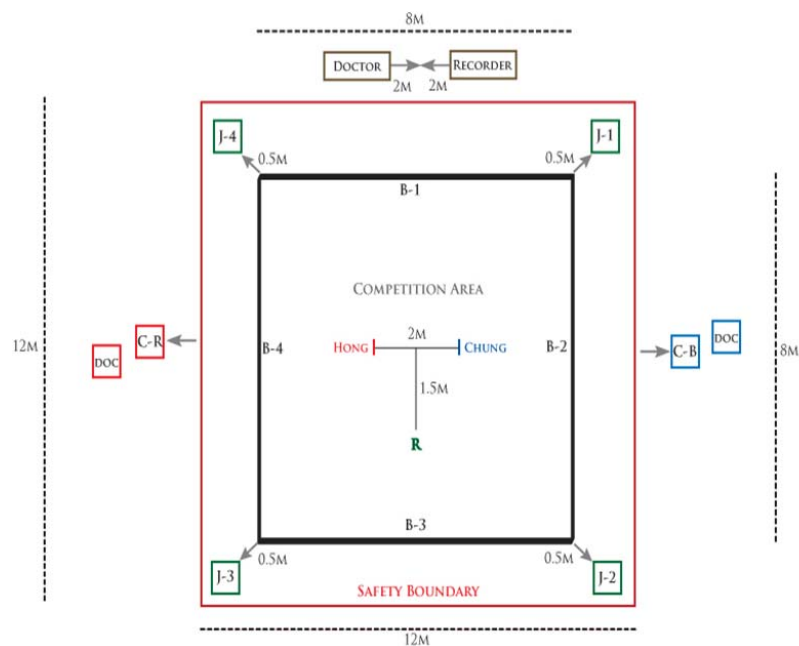 8M
DOCTOR
RECORDER
2M 2M
J-4
J-1
0.5M
0.5M
B-1
COMPETITION AREA
12M
DOC
C-R
B-4
HONG
2M
CHUNG
B-2
C-B
DOC
8M
1.5M
R
B-3
0.5M
0.5M
J-3
J-2
SAFETY BOUNDARY
12M